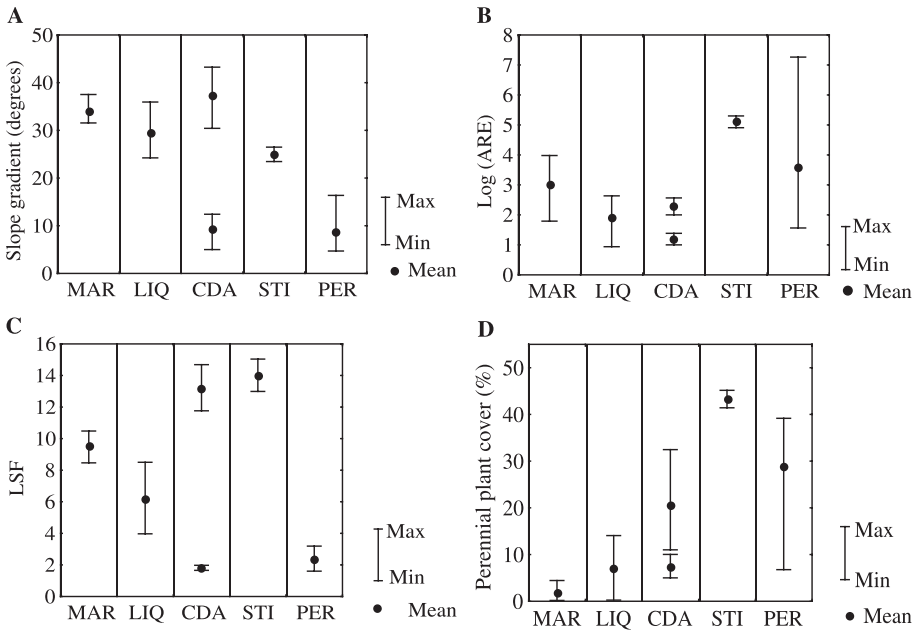 A
Slope gradient (degrees)
50
40
30
20
10
0
MAR LIQ CDA STI PER
Max
Min
Mean
B
Log (ARE)
8
7
6
5
4
3
2
1
0
MAR LIQ CDA STI PER
Max
Min
Mean
C
LSF
16
14
12
10
8
6
4
2
0
MAR LIQ CDA STI PER
Max
Min
Mean
D
Perennial plant cover (%)
50
40
30
20
10
0
MAR LIQ CDA STI PER
Max
Min
Mean